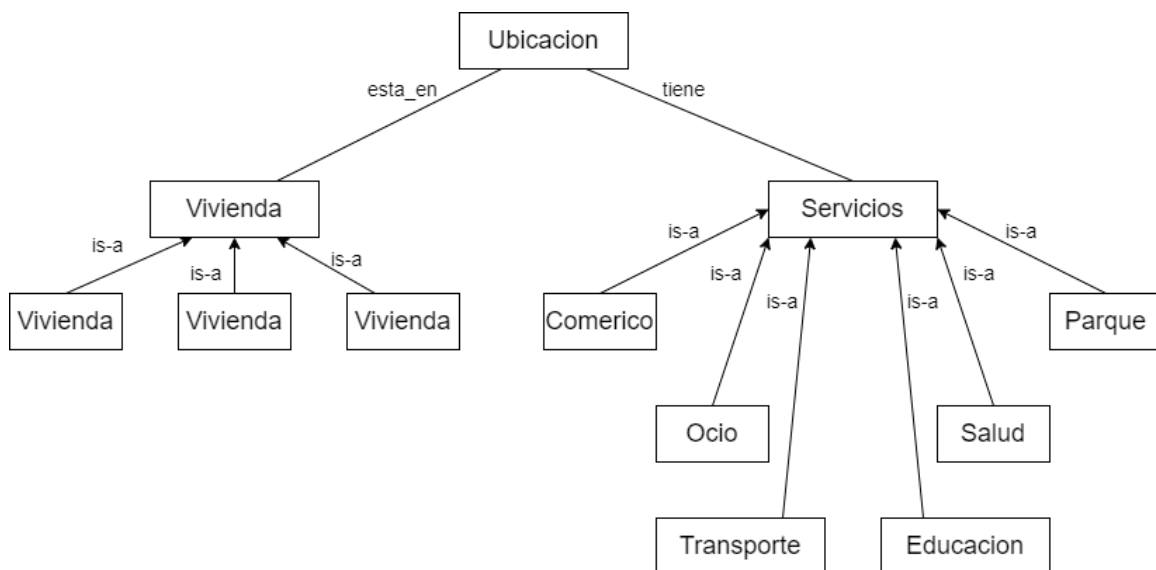 Ubicacion
esta_en
tiene
Vivienda
Servicios
is-a
is-a
is-a
is-a
is-a
is-a
is-a
is-a
is-a
Vivienda
Vivienda
Vivienda
Comerico
Parque
Ocio
Salud
Transporte
Educacion